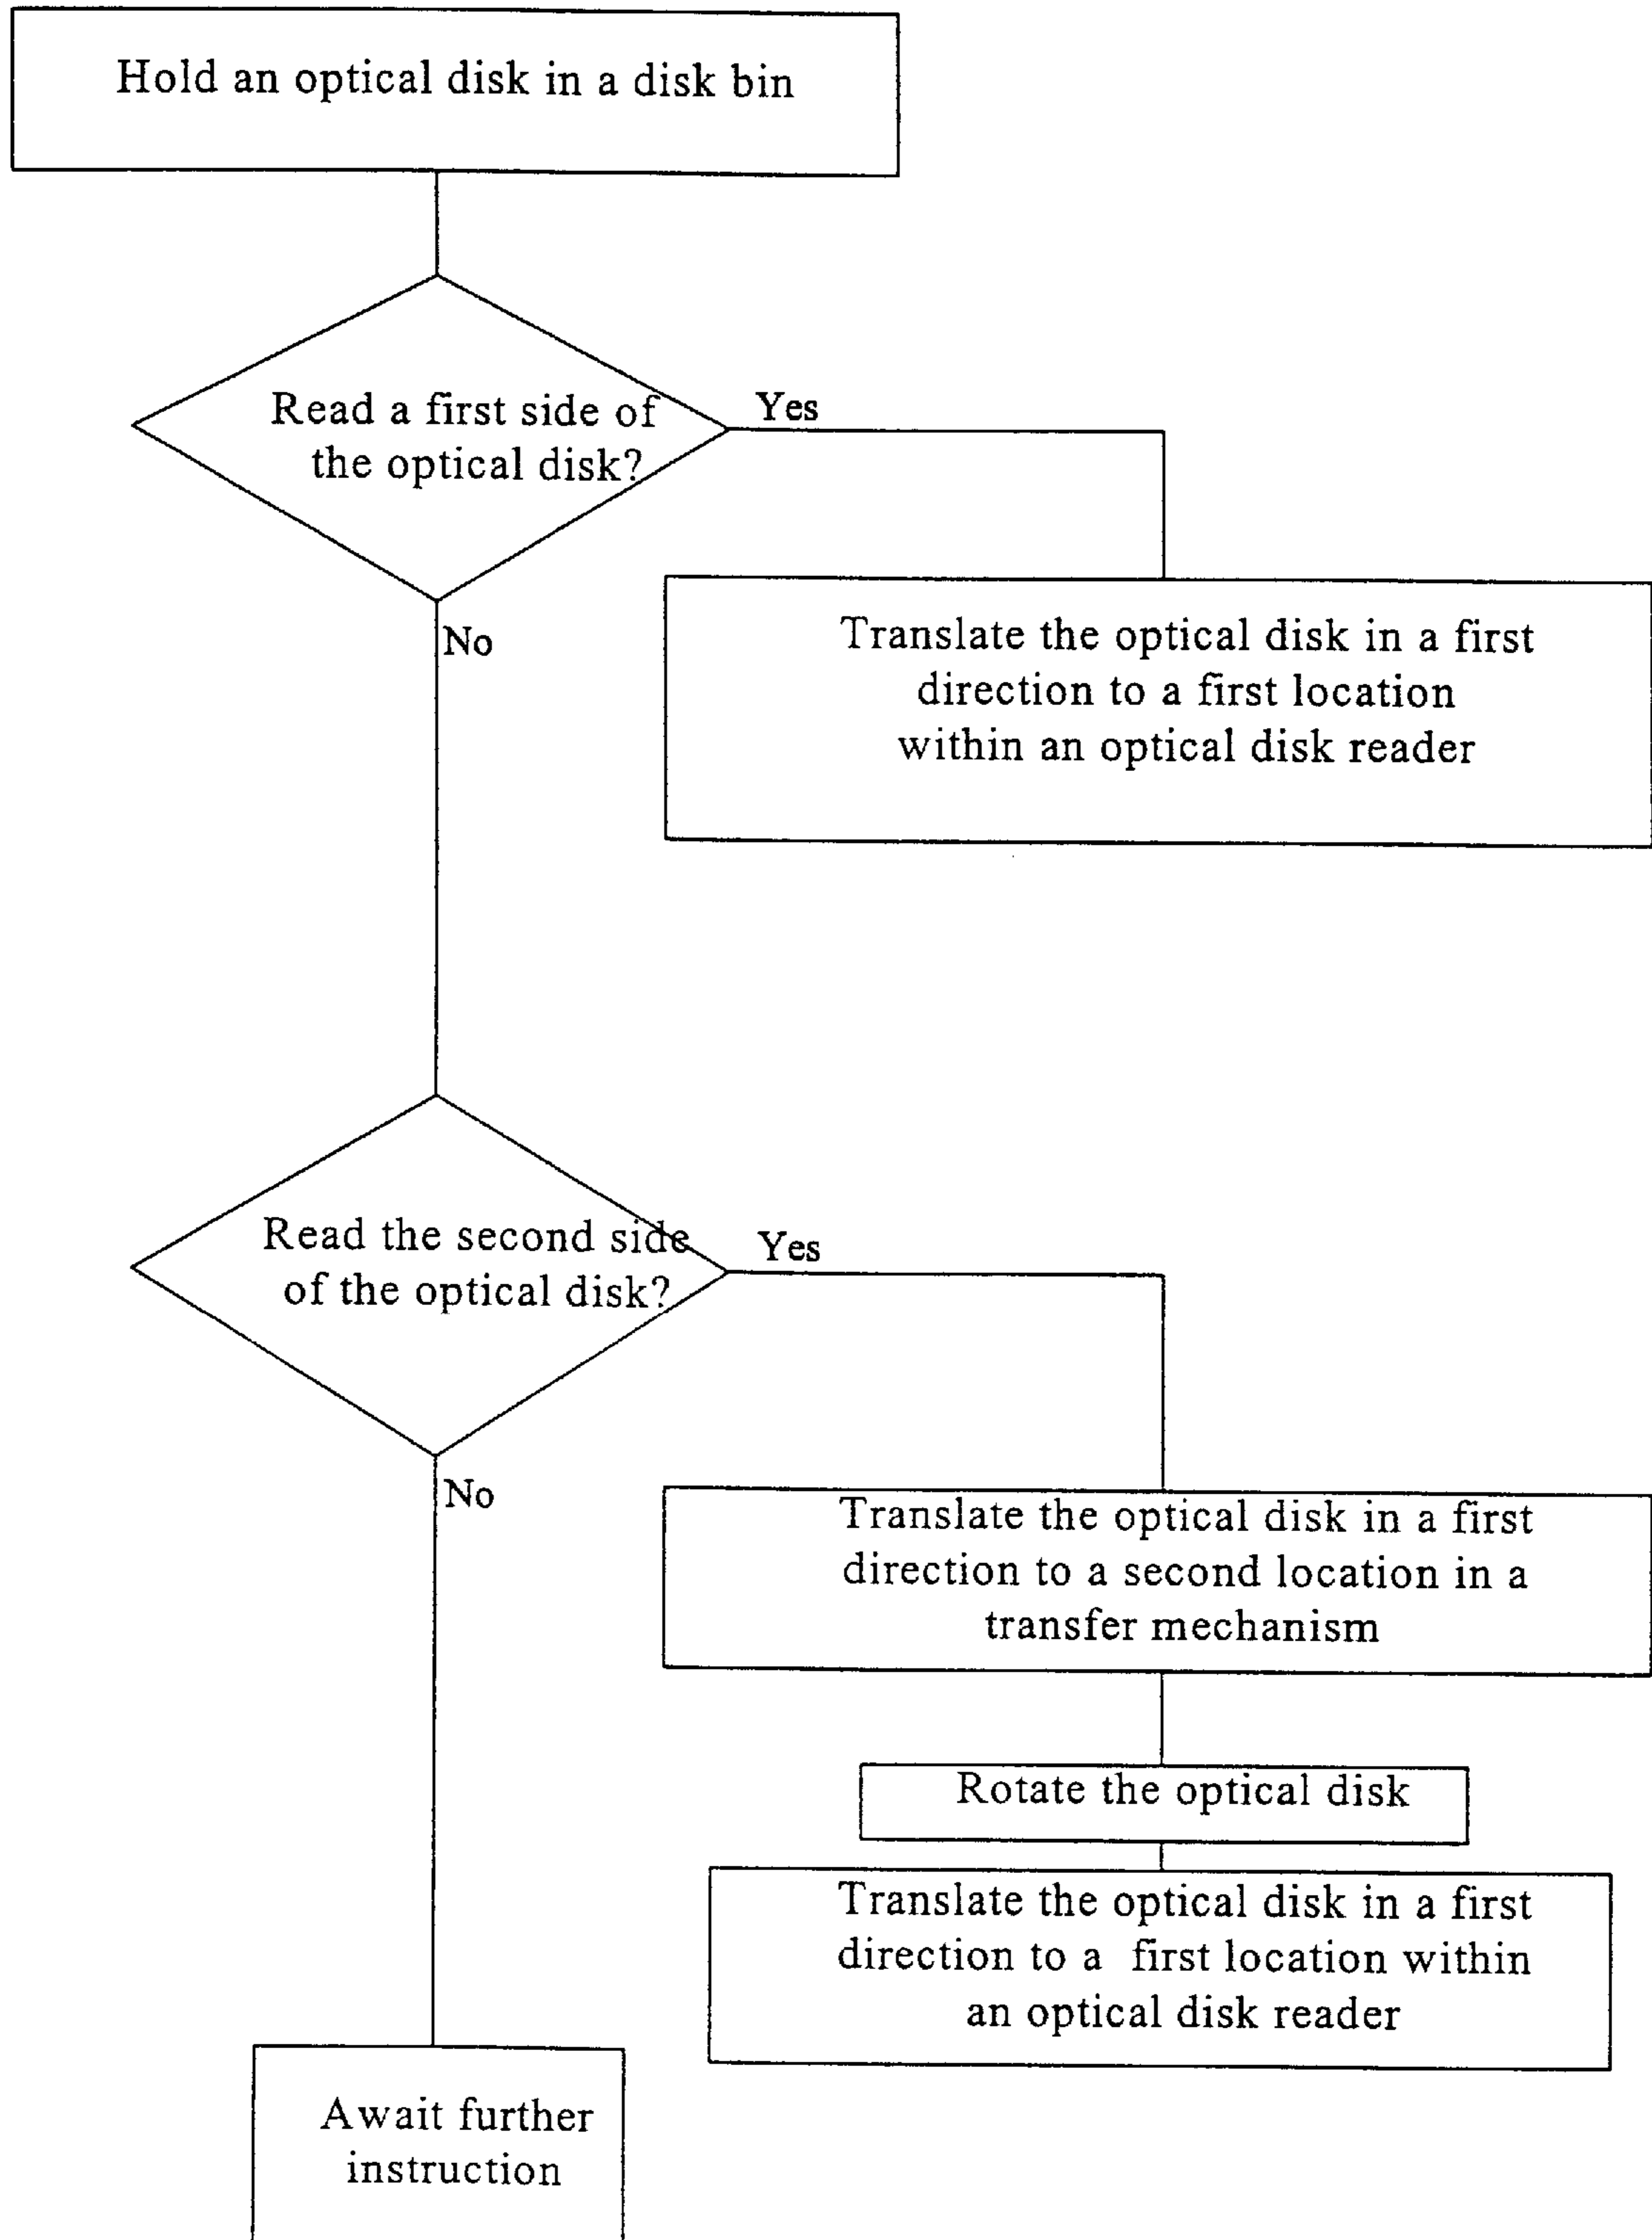 Hold an optical disk in a disk bin
Read a first side of
the optical disk?
Yes
No
Translate the optical disk in a first
direction to a first location
within an optical disk reader
Read the second side
of the optical disk?
Yes
No
Translate the optical disk in a first
direction to a second location in a
transfer mechanism
Rotate the optical disk
Translate the optical disk in a first
direction to a first location within
an optical disk reader
Await further
instruction